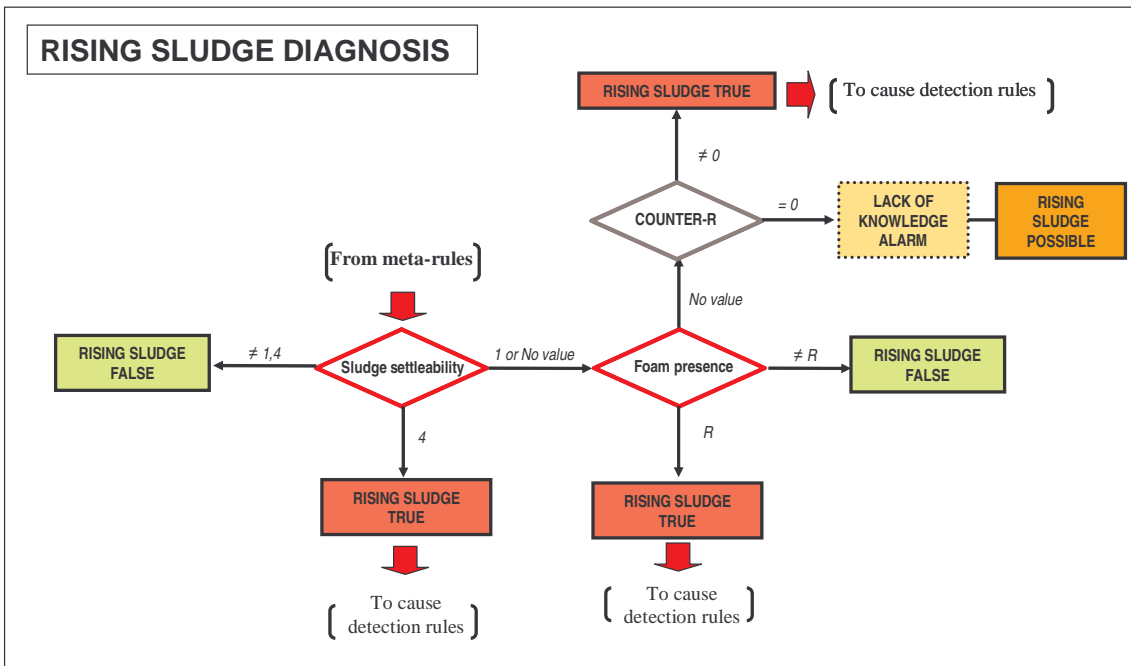 RISING SLUDGE DIAGNOSIS
RISING SLUDGE TRUE
To cause detection rules
≠ 0
COUNTER-R
= 0
LACK OF
KNOWLEDGE
ALARM
RISING
SLUDGE
POSSIBLE
From meta-rules
No value
RISING SLUDGE
FALSE
≠ 1,4
Sludge settleability
1 or No value
Foam presence
≠ R
RISING SLUDGE
FALSE
4
R
RISING SLUDGE
TRUE
RISING SLUDGE
TRUE
To cause
detection rules
To cause
detection rules